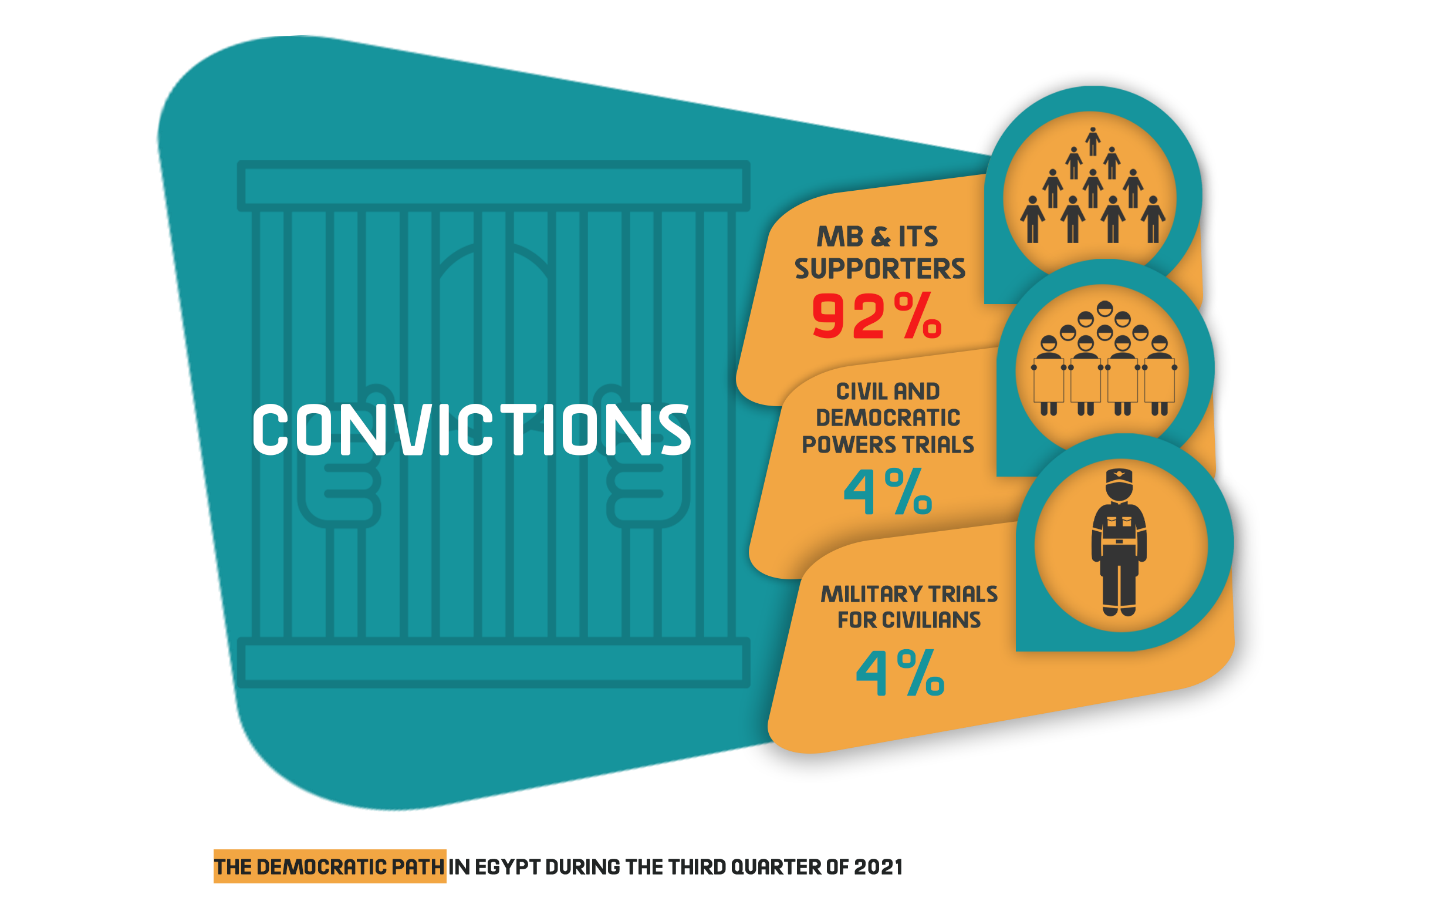 CONVICTIONS
MB & ITS
SUPPORTERS
92%
CIVIL AND
DEMOCRATIC
POWERS TRIALS
4%
MILITARY TRIALS
FOR CIVILIANS
4%
THE DEMOCRATIC PATH IN EGYPT DURING THE THIRD QUARTER OF 2021